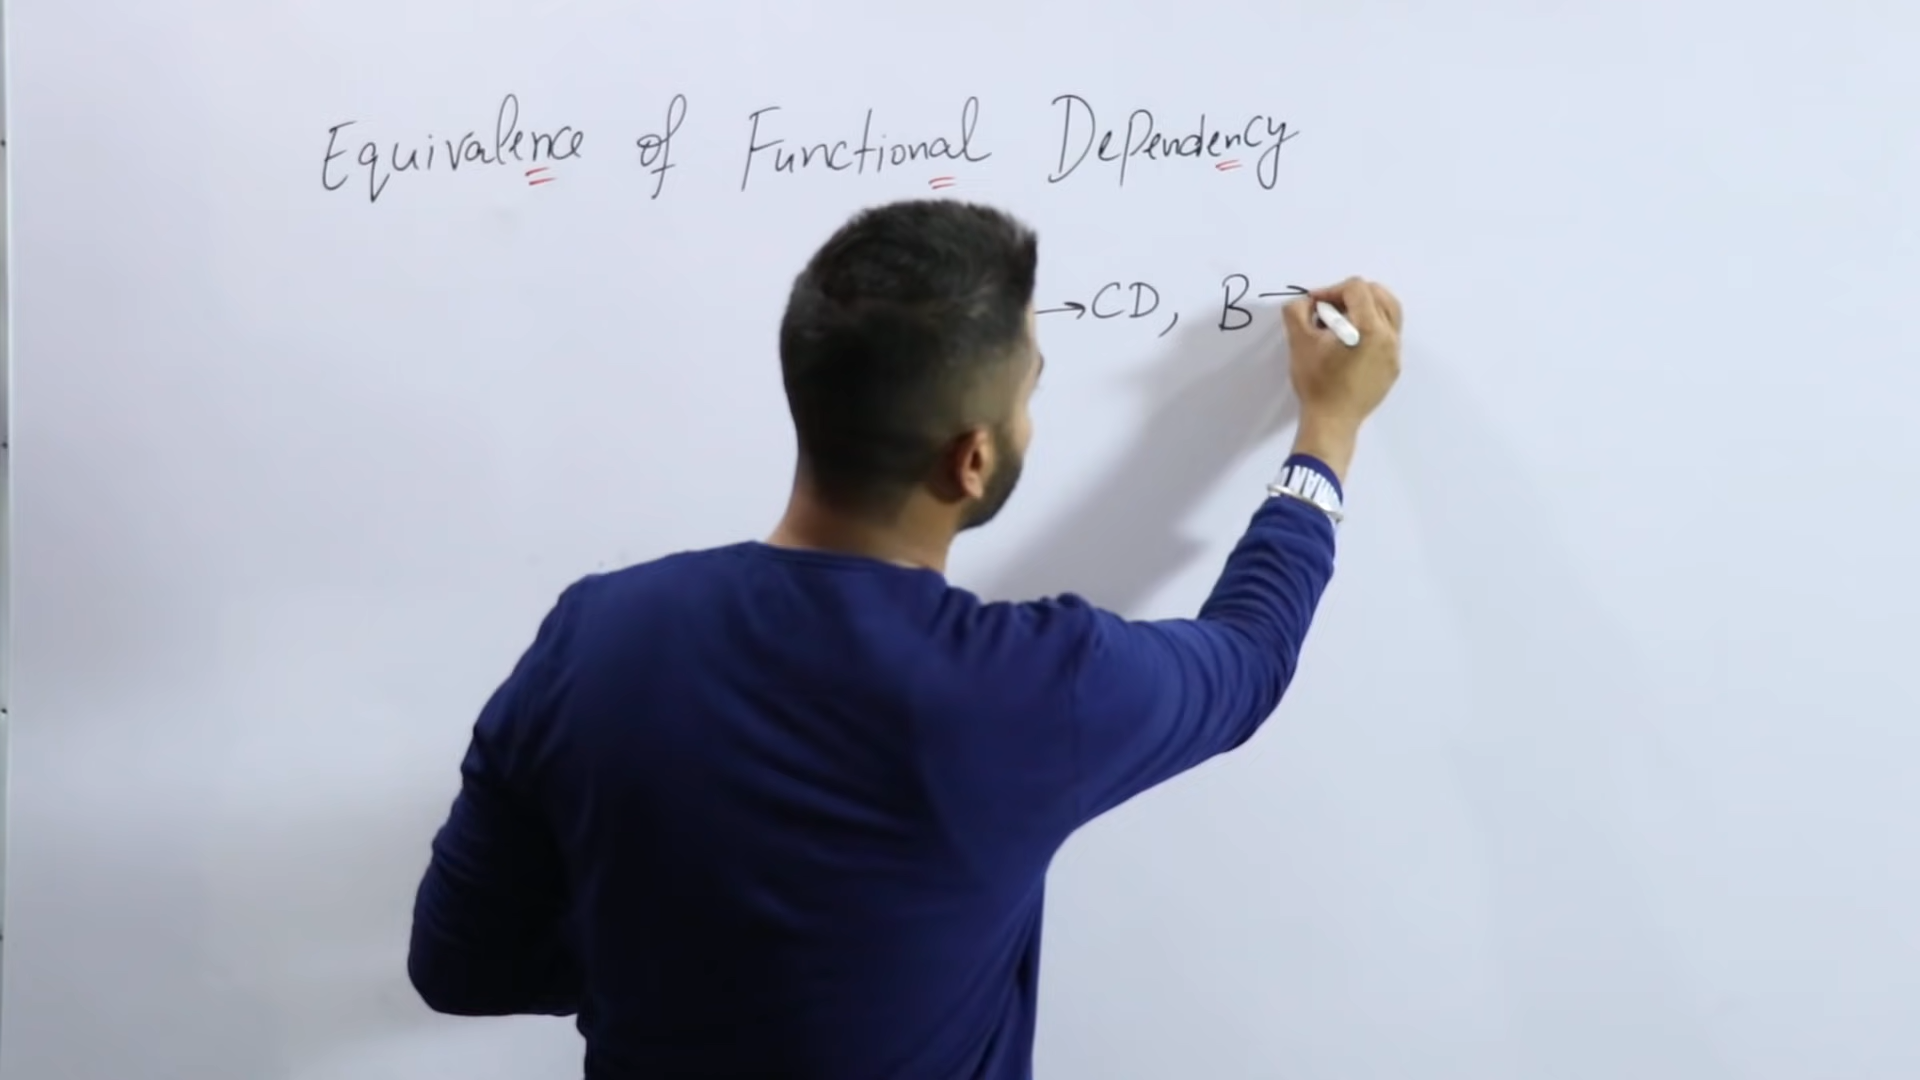 Equivalence of Functional Dependency
→CD, B→